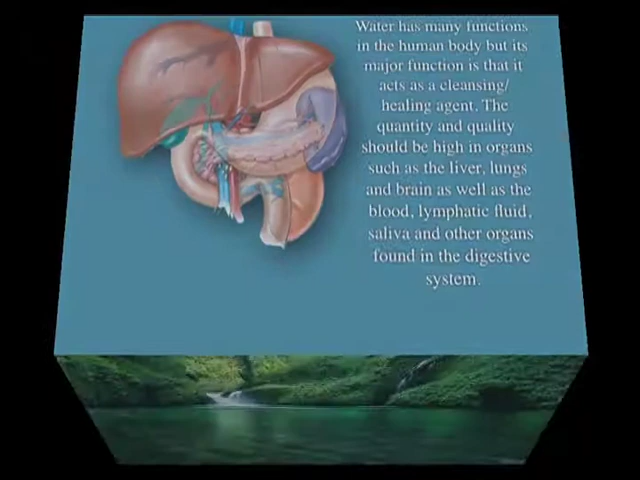 Water has many functions
in the human body but its
major function is that it
acts as a cleansing/
healing agent. The
quantity and quality
should be high in organs
such as the liver, lungs
and brain as well as the
blood, lymphatic fluid,
saliva and other organs
found in the digestive
system.